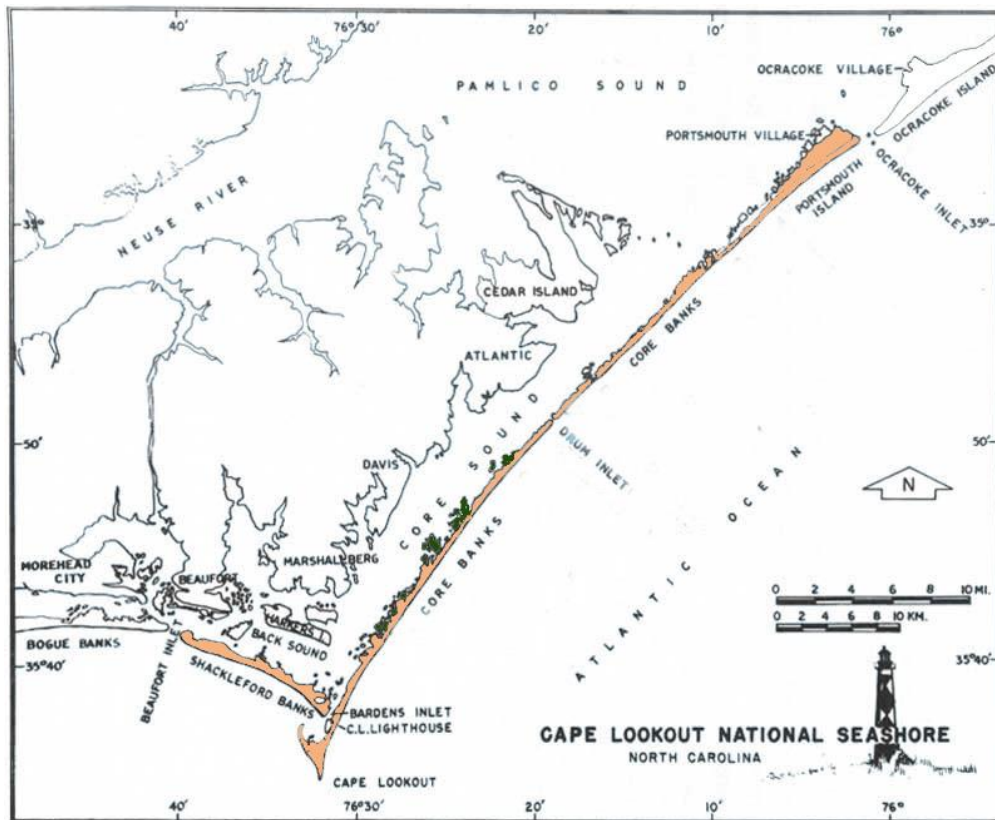 40'
76° 30'
20'
10'
76°
OCRACOKE VILLAGE
PAMLICO SOUND
OCRACOKE ISLAND
PORTSMOUTH VILLAGE
OCRACOKE INLET
PORTSMOUTH
ISLAND
NEUSE RIVER
35°
35°
CEDAR ISLAND
CORE BANKS
ATLANTIC
CORE SOUND
DRUM INLET
50'
50'
DAVIS
ATLANTIC OCEAN
N
CORE BANKS
MARSHALLBERG
MOREHEAD
CITY
BEAUFORT
HARKERS I.
BACK SOUND
BOGUE BANKS
BEAUFORT INLET
0 2 4 6 8 10 MI.
0 2 4 6 8 10 KM.
35°40'
35°40'
SHACKLEFORD BANKS
BARDENS INLET
C.L. LIGHTHOUSE
CAPE LOOKOUT NATIONAL SEASHORE
NORTH CAROLINA
CAPE LOOKOUT
40'
76°30'
20'
10'
76°